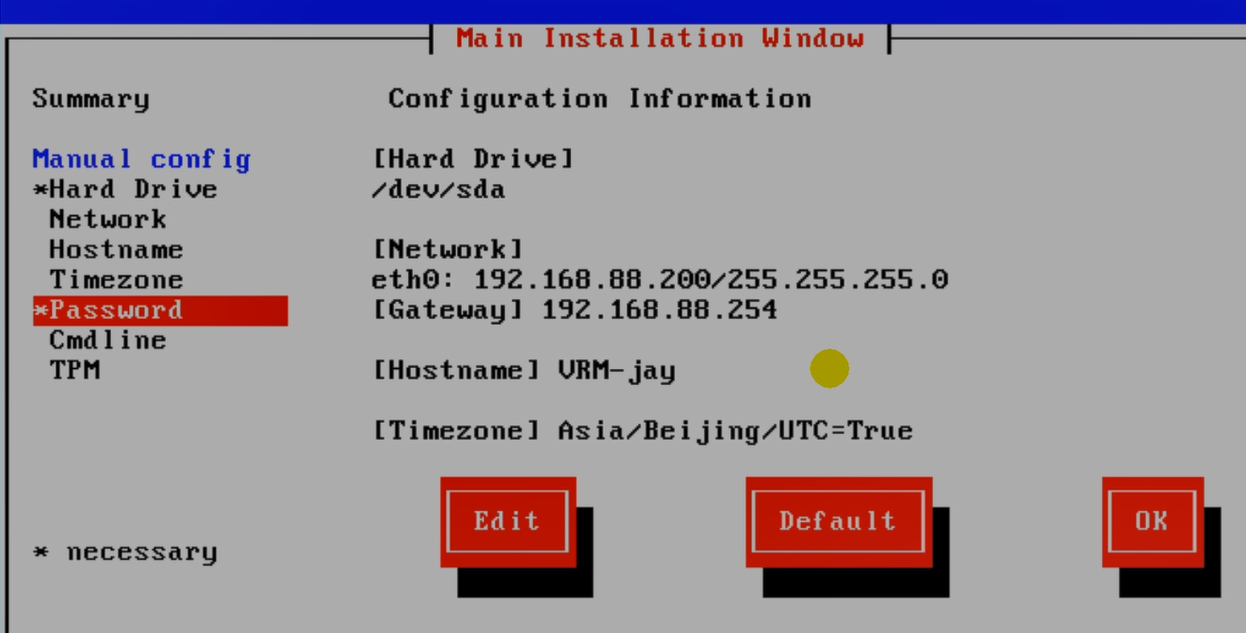 Main Installation Window
Summary Configuration Information
Manual config [Hard Drive]
*Hard Drive /dev/sda
Network
Hostname [Network]
Timezone eth0: 192.168.88.200/255.255.255.0
*Password [Gateway] 192.168.88.254
Cmdline
TPM [Hostname] VRM-jay
[Timezone] Asia/Beijing/UTC=True
Edit Default OK
* necessary